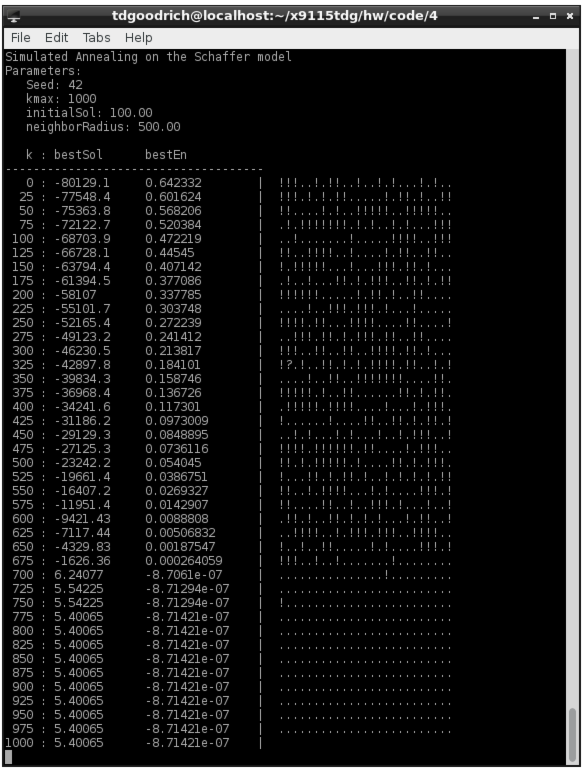 tdgoodrich@localhost:~/x9115tdg/hw/code/4
File Edit Tabs Help
Simulated Annealing on the Schaffer model
Parameters:
   Seed: 42
   kmax: 1000
   initialSol: 100.00
   neighborRadius: 500.00
   k : bestSol      bestEn
-------------------------------------
   0 : -80129.1     0.642332     |
  25 : -77548.4     0.601624     |
  50 : -75363.8     0.568206     |
  75 : -72122.7     0.520384     |
 100 : -68703.9     0.472219     |
 125 : -66728.1     0.44545      |
 150 : -63794.4     0.407142     |
 175 : -61394.5     0.377086     |
 200 : -58107       0.337785     |
 225 : -55101.7     0.303748     |
 250 : -52165.4     0.272239     |
 275 : -49123.2     0.241412     |
 300 : -46230.5     0.213817     |
 325 : -42897.8     0.184101     |
 350 : -39834.3     0.158746     |
 375 : -36968.4     0.136726     |
 400 : -34241.6     0.117301     |
 425 : -31186.2     0.0973009    |
 450 : -29129.3     0.0848895    |
 475 : -27125.3     0.0736116    |
 500 : -23242.2     0.054045     |
 525 : -19661.4     0.0386751    |
 550 : -16407.2     0.0269327    |
 575 : -11951.4     0.0142907    |
 600 : -9421.43     0.0088808    |
 625 : -7117.44     0.00506832   |
 650 : -4329.83     0.00187547   |
 675 : -1626.36     0.000264059  |
 700 : 6.24077      -8.7061e-07  |  ...............!.........
 725 : 5.54225      -8.71294e-07 |  .........................
 750 : 5.54225      -8.71294e-07 |  !........................
 775 : 5.40065      -8.71421e-07 |  .........................
 800 : 5.40065      -8.71421e-07 |  .........................
 825 : 5.40065      -8.71421e-07 |  .........................
 850 : 5.40065      -8.71421e-07 |  .........................
 875 : 5.40065      -8.71421e-07 |  .........................
 900 : 5.40065      -8.71421e-07 |  .........................
 925 : 5.40065      -8.71421e-07 |  .........................
 950 : 5.40065      -8.71421e-07 |  .........................
 975 : 5.40065      -8.71421e-07 |  .........................
1000 : 5.40065      -8.71421e-07 |